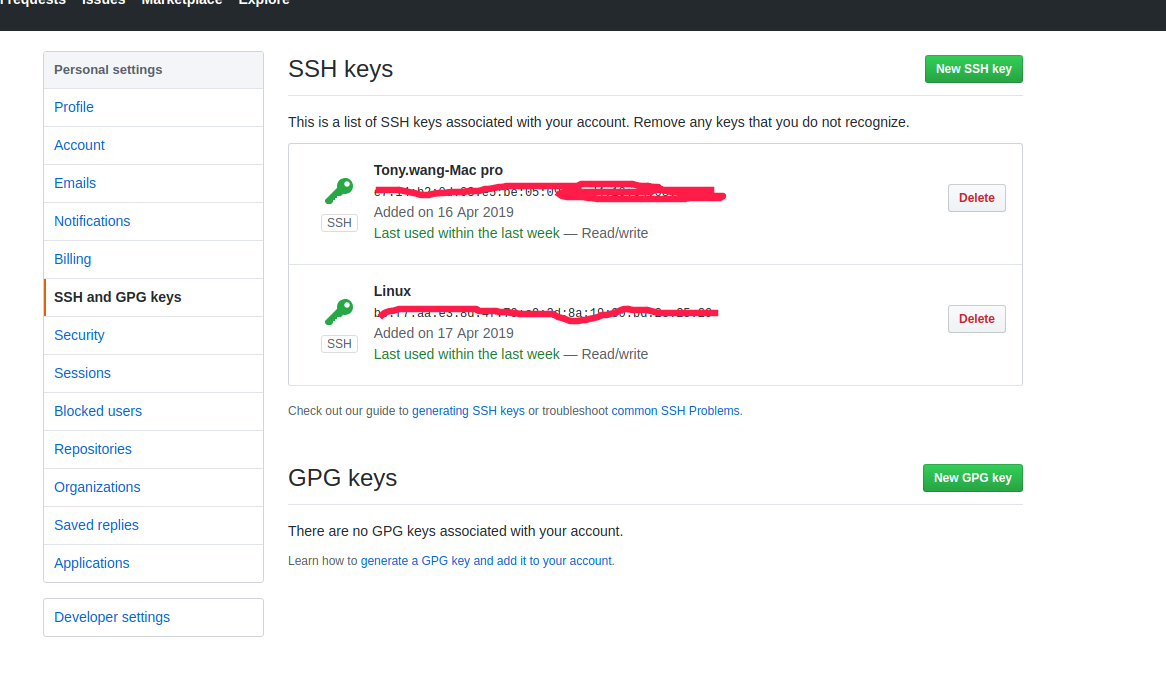 Issues Marketplace Explore
Personal settings
Profile
Account
Emails
Notifications
Billing
SSH and GPG keys
Security
Sessions
Blocked users
Repositories
Organizations
Saved replies
Applications
Developer settings
SSH keys
New SSH key
This is a list of SSH keys associated with your account. Remove any keys that you do not recognize.
Tony.wang-Mac pro
SSH
Added on 16 Apr 2019
Last used within the last week — Read/write
Delete
Linux
SSH
Added on 17 Apr 2019
Last used within the last week — Read/write
Delete
Check out our guide to generating SSH keys or troubleshoot common SSH Problems.
GPG keys
New GPG key
There are no GPG keys associated with your account.
Learn how to generate a GPG key and add it to your account.